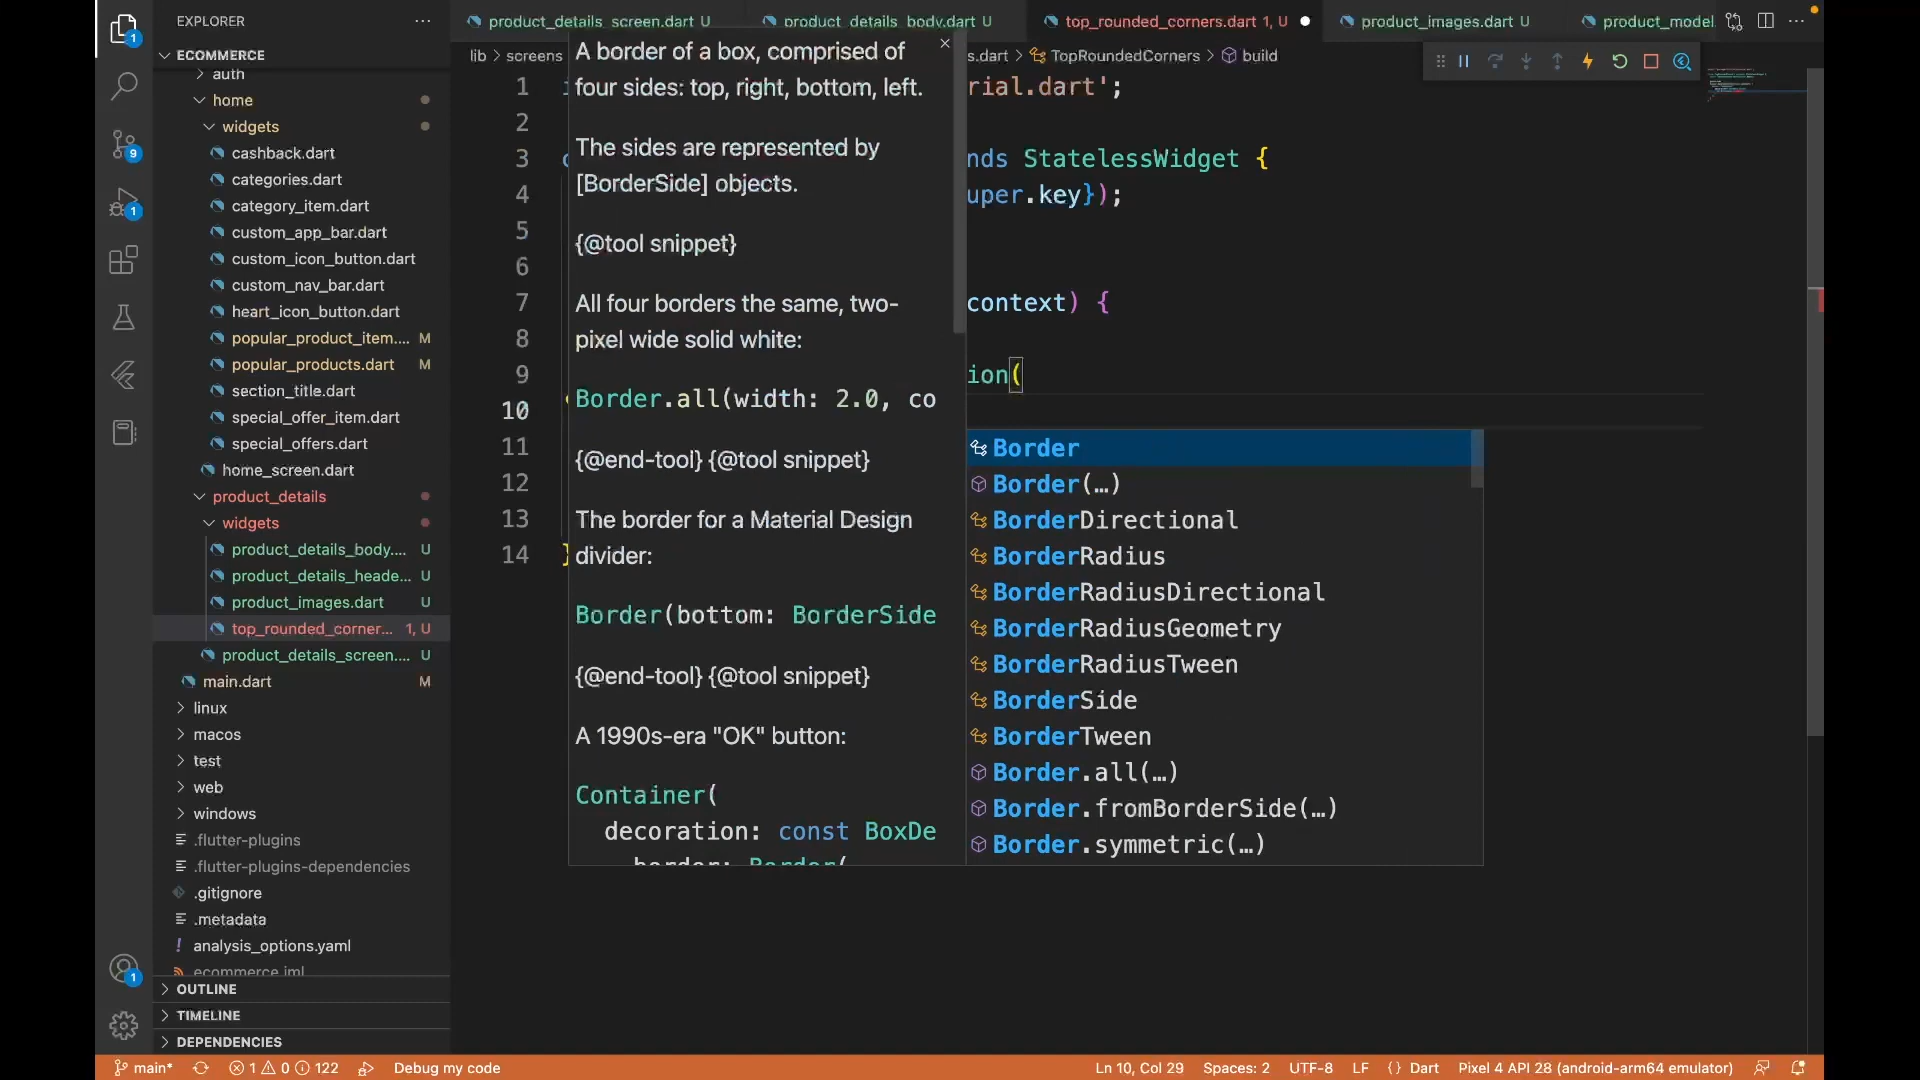 EXPLORER
ECOMMERCE
auth
home
widgets
cashback.dart
categories.dart
category_item.dart
custom_app_bar.dart
custom_icon_button.dart
custom_nav_bar.dart
heart_icon_button.dart
popular_product_item.... M
popular_products.dart M
section_title.dart
special_offer_item.dart
special_offers.dart
home_screen.dart
product_details
widgets
product_details_body.... U
product_details_heade... U
product_images.dart U
top_rounded_corner... 1, U
product_details_screen.... U
main.dart M
linux
macos
test
web
windows
.flutter-plugins
.flutter-plugins-dependencies
.gitignore
.metadata
analysis_options.yaml
ecommerce.iml
OUTLINE
TIMELINE
DEPENDENCIES
1
9
1
1
product_details_screen.dart U
product_details_body.dart U
top_rounded_corners.dart 1, U
product_images.dart U
product_model.
lib > screens
s.dart > TopRoundedCorners > build
1
2
3
4
5
6
7
8
9
10
11
12
13
14
rial.dart';
nds StatelessWidget {
uper.key});
context) {
ion(
}
A border of a box, comprised of
four sides: top, right, bottom, left.
The sides are represented by
[BorderSide] objects.
{@tool snippet}
All four borders the same, two-
pixel wide solid white:
Border.all(width: 2.0, co
{@end-tool} {@tool snippet}
The border for a Material Design
divider:
Border(bottom: BorderSide
{@end-tool} {@tool snippet}
A 1990s-era "OK" button:
Container(
decoration: const BoxDe
border: Border(
Border
Border(…)
BorderDirectional
BorderRadius
BorderRadiusDirectional
BorderRadiusGeometry
BorderRadiusTween
BorderSide
BorderTween
Border.all(…)
Border.fromBorderSide(…)
Border.symmetric(…)
main* 1 0 122 Debug my code Ln 10, Col 29 Spaces: 2 UTF-8 LF {} Dart Pixel 4 API 28 (android-arm64 emulator)